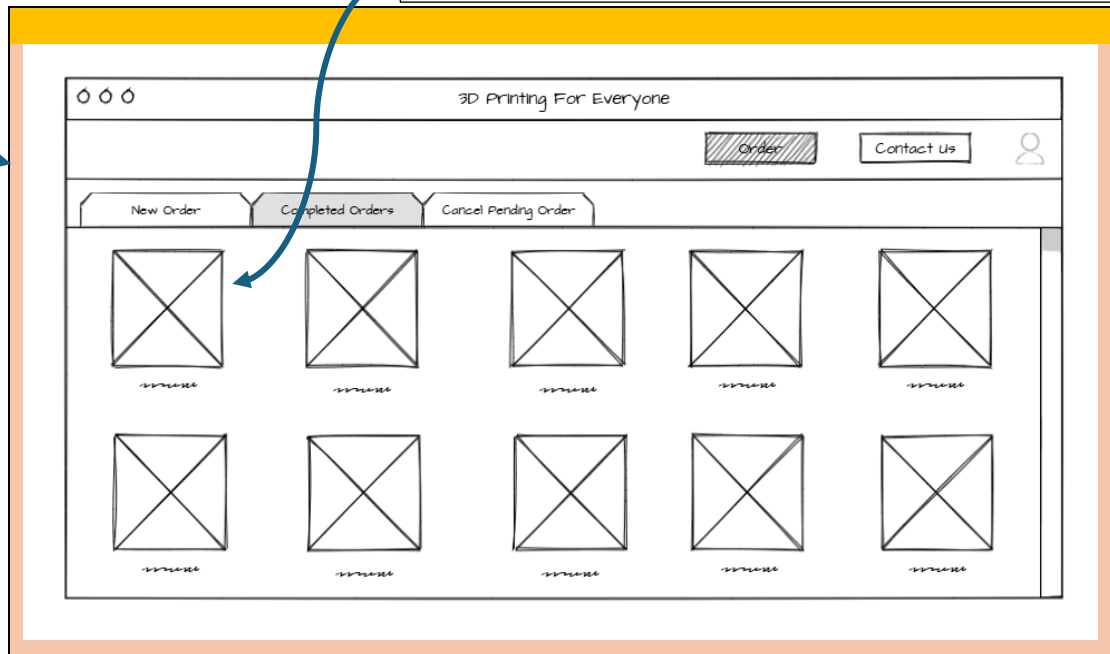 3D Printing For Everyone
Order
Contact Us
New Order
Completed Orders
Cancel Pending Order